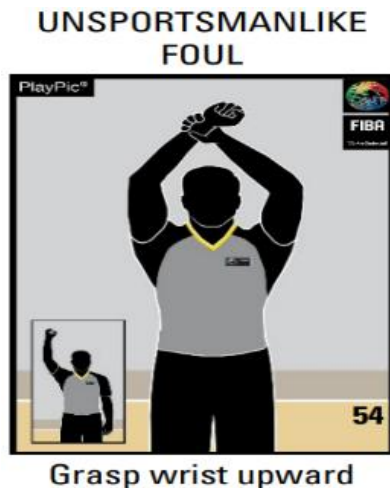 UNSPORTSMANLIKE
FOUL
PlayPic®
FIBA
54
Grasp wrist upward